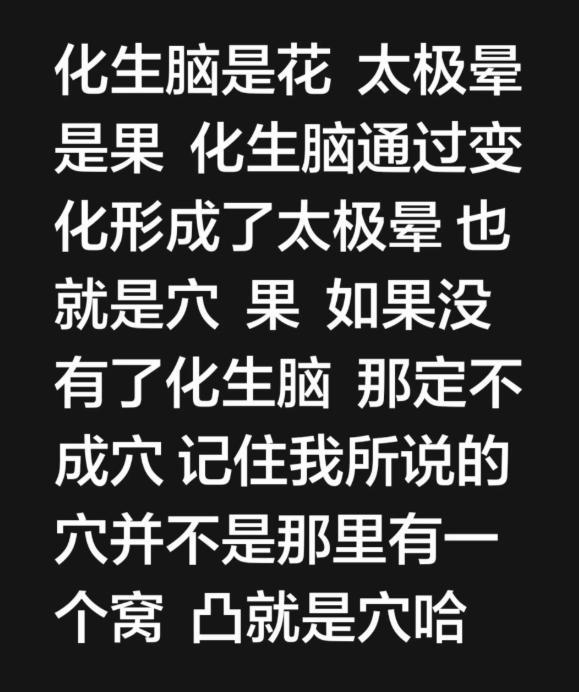 化生脑是花  太极晕
是果  化生脑通过变
化形成了太极晕 也
就是穴  果  如果没
有了化生脑  那定不
成穴 记住我所说的
穴并不是那里有一
个窝  凸就是穴哈